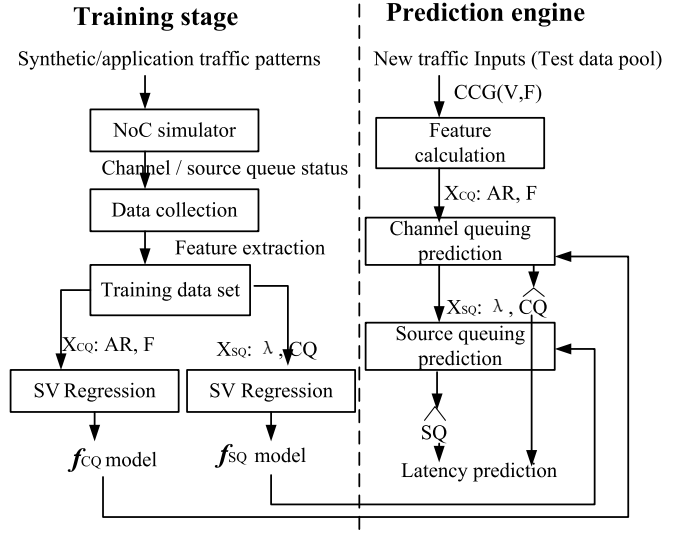 Training stage
Synthetic/application traffic patterns
NoC simulator
Channel / source queue status
Data collection
Feature extraction
Training data set
XCQ: AR, F
XSQ: λ , CQ
SV Regression
SV Regression
fCQ model
fSQ model
Prediction engine
New traffic Inputs (Test data pool)
CCG(V,F)
Feature
calculation
XCQ: AR, F
Channel queuing
prediction
XSQ: λ , ĈQ
Source queuing
prediction
ŜQ
Latency prediction